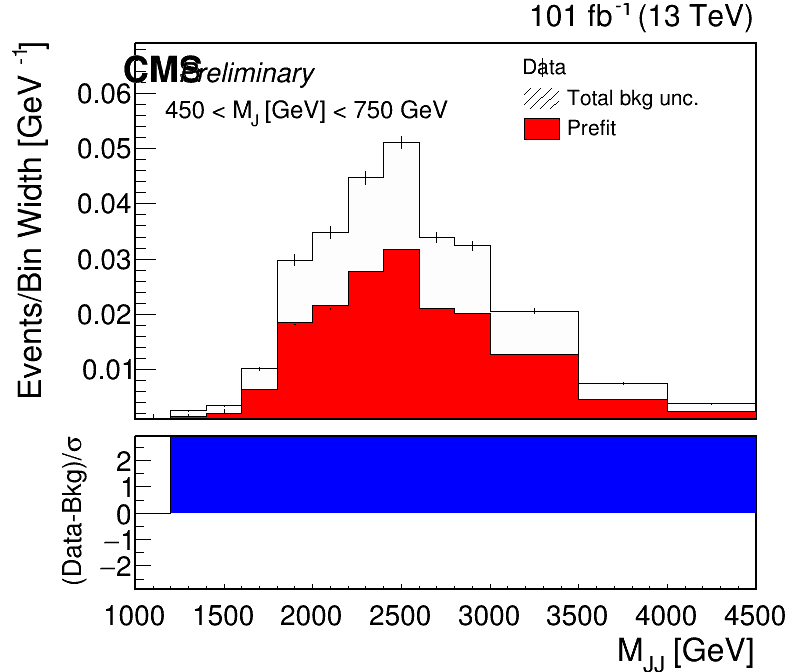 101 fb-1 (13 TeV)
CMS Preliminary
450 < MJ [GeV] < 750 GeV
Data
Total bkg unc.
Prefit
Events/Bin Width [GeV-1]
0.06
0.05
0.04
0.03
0.02
0.01
(Data-Bkg)/σ
2
1
0
−1
−2
1000 1500 2000 2500 3000 3500 4000 4500
MJJ [GeV]